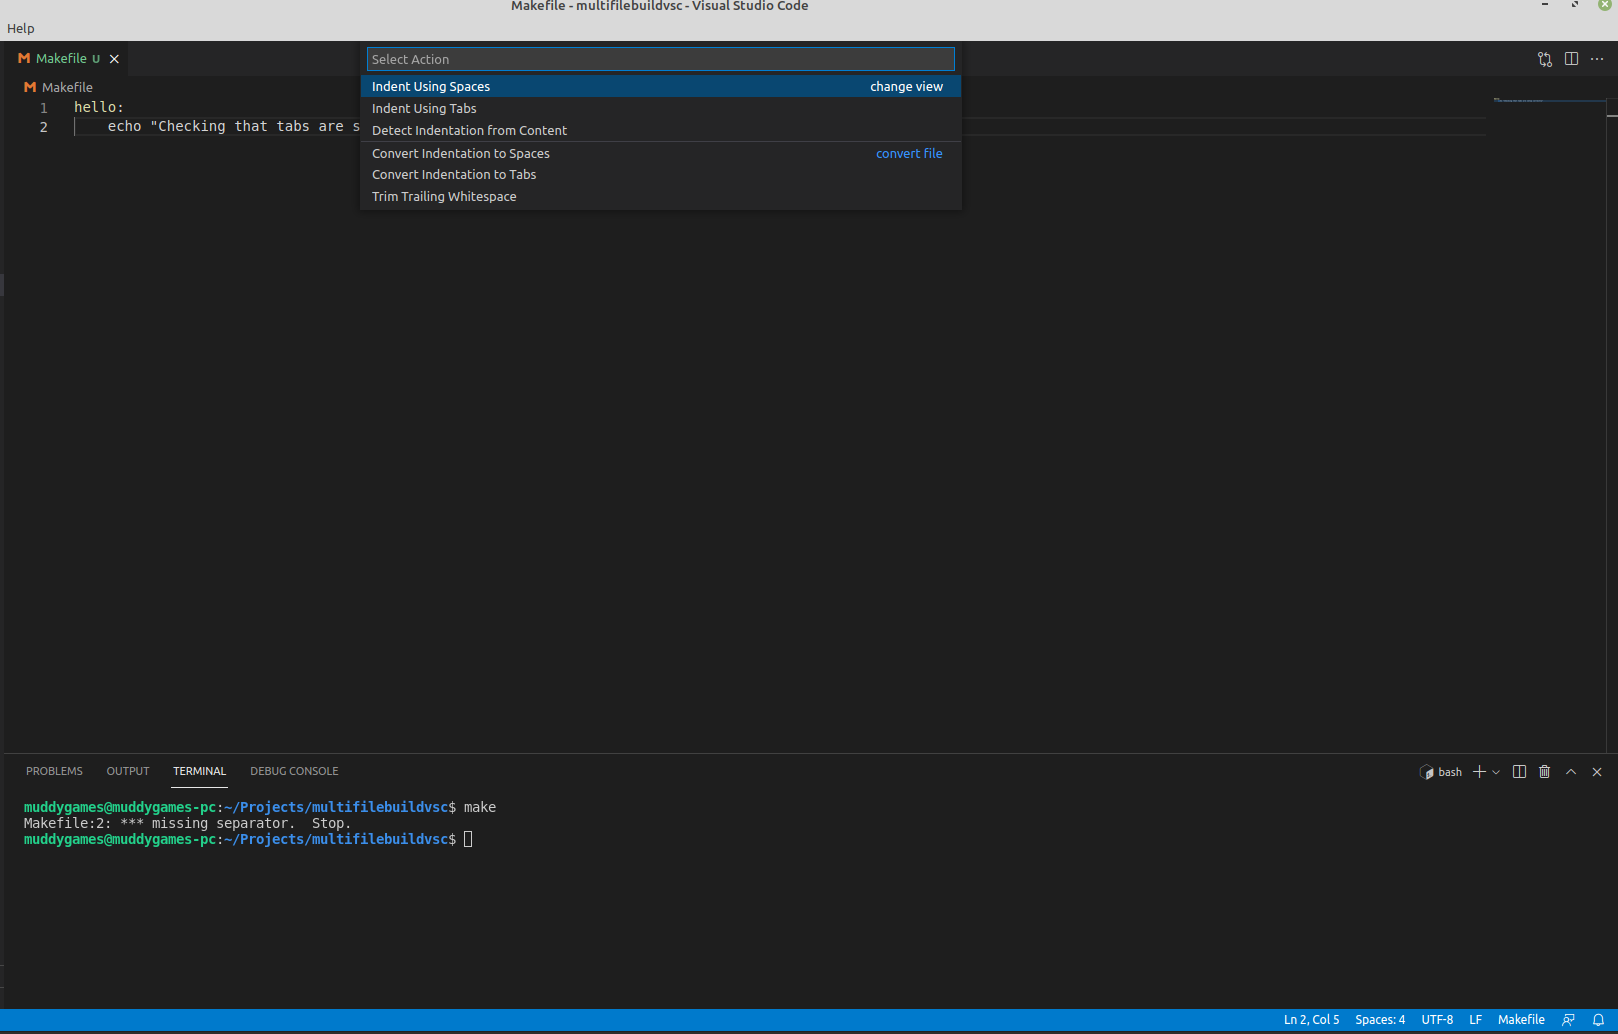 Makefile - multifilebuildvsc - Visual Studio Code
Help
Makefile U
Select Action
Indent Using Spaces change view
Indent Using Tabs
Detect Indentation from Content
Convert Indentation to Spaces convert file
Convert Indentation to Tabs
Trim Trailing Whitespace
Makefile
1 hello:
2 echo "Checking that tabs are s
PROBLEMS OUTPUT TERMINAL DEBUG CONSOLE bash
muddygames@muddygames-pc:~/Projects/multifilebuildvsc$ make
Makefile:2: *** missing separator.  Stop.
muddygames@muddygames-pc:~/Projects/multifilebuildvsc$
Ln 2, Col 5 Spaces: 4 UTF-8 LF Makefile